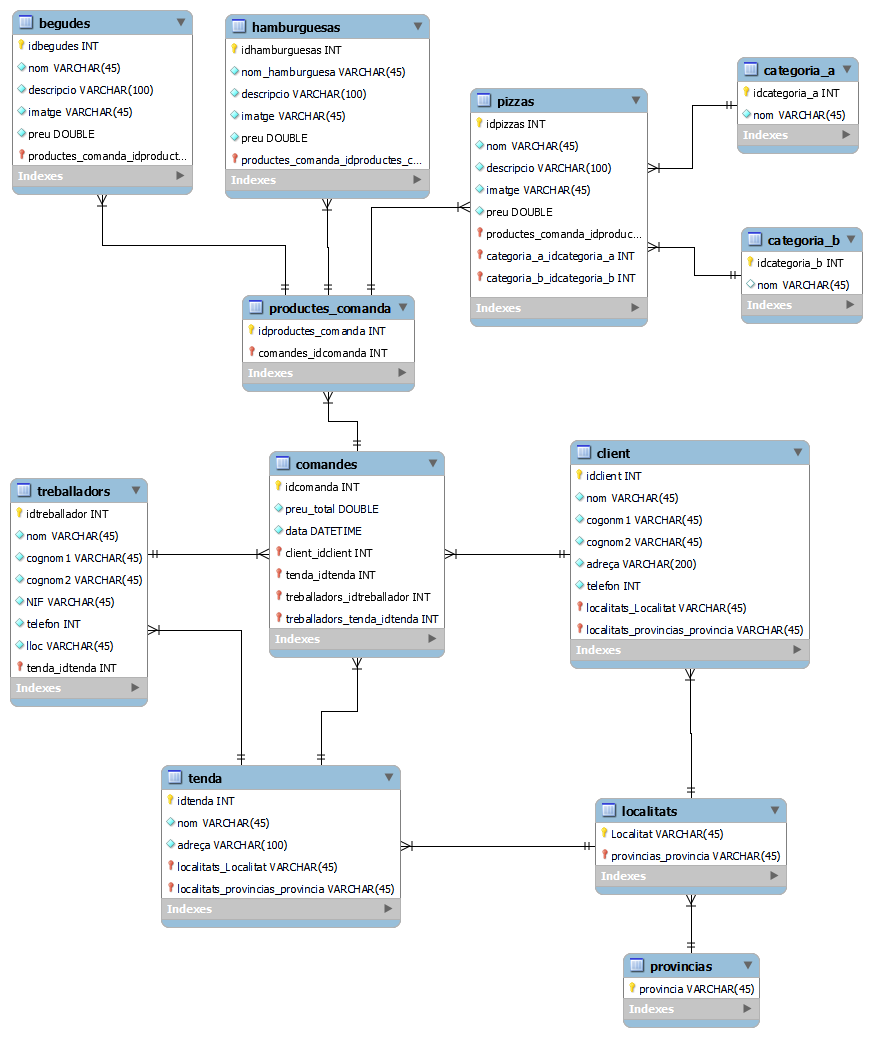 begudes
idbegudes INT
nom VARCHAR(45)
descripcio VARCHAR(100)
imatge VARCHAR(45)
preu DOUBLE
productes_comanda_idproduct...
Indexes
hamburguesas
idhamburguesas INT
nom_hamburguesa VARCHAR(45)
descripcio VARCHAR(100)
imatge VARCHAR(45)
preu DOUBLE
productes_comanda_idproductes_c...
Indexes
pizzas
idpizzas INT
nom VARCHAR(45)
descripcio VARCHAR(100)
imatge VARCHAR(45)
preu DOUBLE
productes_comanda_idproduc...
categoria_a_idcategoria_a INT
categoria_b_idcategoria_b INT
Indexes
categoria_a
idcategoria_a INT
nom VARCHAR(45)
Indexes
categoria_b
idcategoria_b INT
nom VARCHAR(45)
Indexes
productes_comanda
idproductes_comanda INT
comandes_idcomanda INT
Indexes
comandes
idcomanda INT
preu_total DOUBLE
data DATETIME
client_idclient INT
tenda_idtenda INT
treballadors_idtreballador INT
treballadors_tenda_idtenda INT
Indexes
client
idclient INT
nom VARCHAR(45)
cogonm1 VARCHAR(45)
cognom2 VARCHAR(45)
adreça VARCHAR(200)
telefon INT
localitats_Localitat VARCHAR(45)
localitats_provincias_provincia VARCHAR(45)
Indexes
treballadors
idtreballador INT
nom VARCHAR(45)
cognom1 VARCHAR(45)
cognom2 VARCHAR(45)
NIF VARCHAR(45)
telefon INT
lloc VARCHAR(45)
tenda_idtenda INT
Indexes
tenda
idtenda INT
nom VARCHAR(45)
adreça VARCHAR(100)
localitats_Localitat VARCHAR(45)
localitats_provincias_provincia VARCHAR(45)
Indexes
localitats
Localitat VARCHAR(45)
provincias_provincia VARCHAR(45)
Indexes
provincias
provincia VARCHAR(45)
Indexes